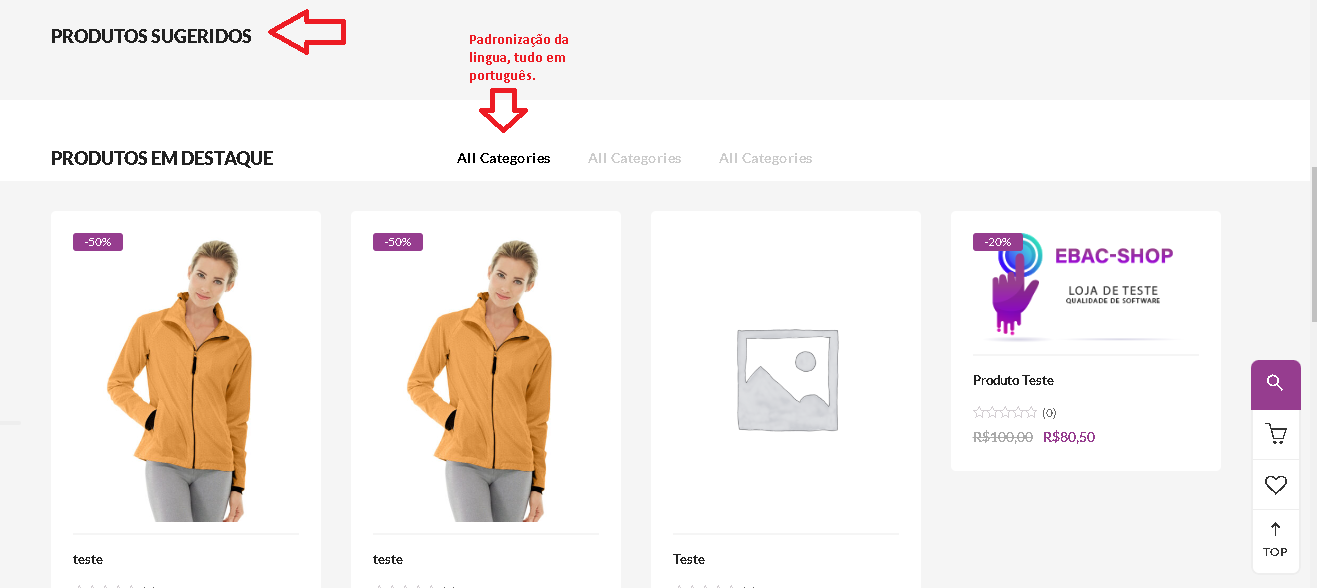 PRODUTOS SUGERIDOS
Padronização da
lingua, tudo em
português.
PRODUTOS EM DESTAQUE
All Categories
All Categories
All Categories
-50%
-50%
-20%
EBAC-SHOP
LOJA DE TESTE
QUALIDADE DE SOFTWARE
Produto Teste
(0)
R$100,00 R$80,50
TOP
teste
teste
Teste